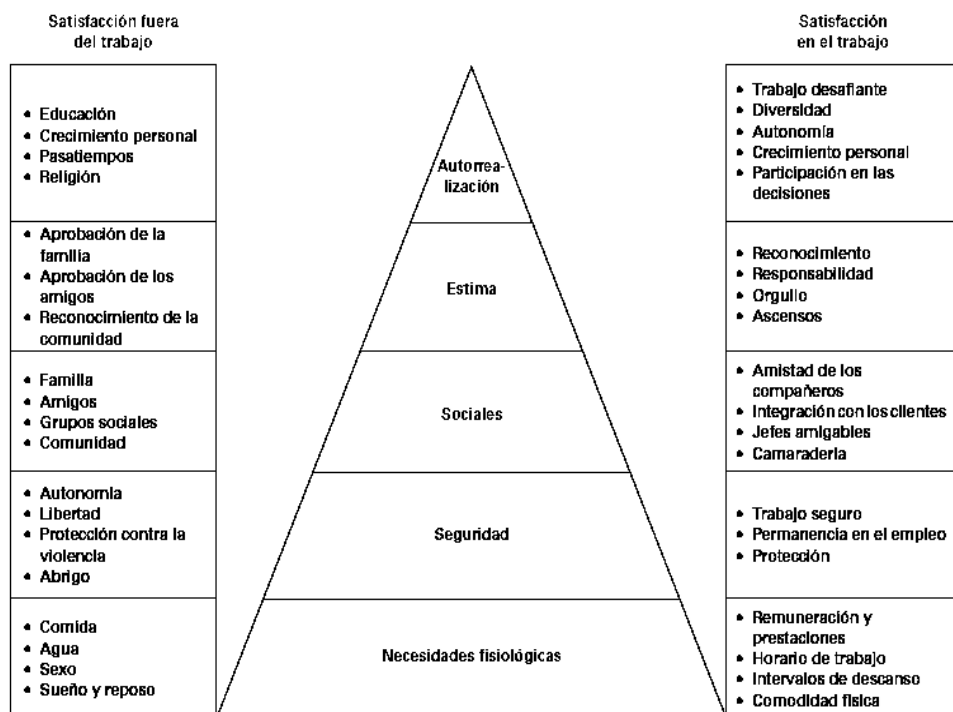 Satisfacción fuera
del trabajo
• Educación
• Crecimiento personal
• Pasatiempos
• Religión
• Aprobación de la
familia
• Aprobación de los
amigos
• Reconocimiento de la
comunidad
• Familia
• Amigos
• Grupos sociales
• Comunidad
• Autonomía
• Libertad
• Protección contra la
violencia
• Abrigo
• Comida
• Agua
• Sexo
• Sueño y reposo
Autorrea-
lización
Estima
Sociales
Seguridad
Necesidades fisiológicas
Satisfacción
en el trabajo
• Trabajo desafiante
• Diversidad
• Autonomía
• Crecimiento personal
• Participación en las
decisiones
• Reconocimiento
• Responsabilidad
• Orgullo
• Ascensos
• Amistad de los
compañeros
• Integración con los clientes
• Jefes amigables
• Camaradería
• Trabajo seguro
• Permanencia en el empleo
• Protección
• Remuneración y
prestaciones
• Horario de trabajo
• Intervalos de descanso
• Comodidad física